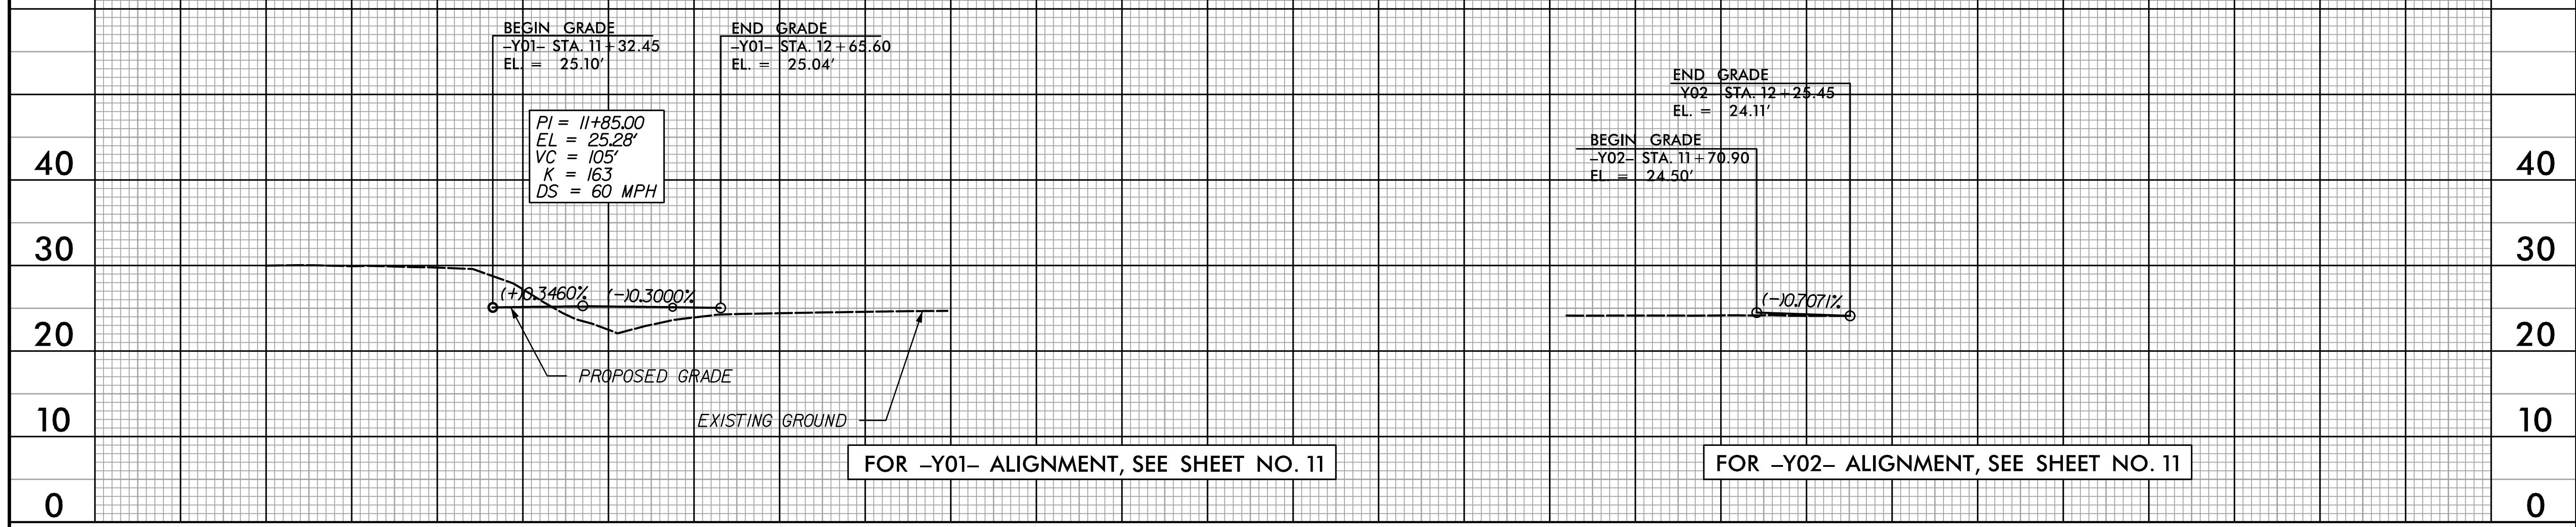 BEGIN GRADE
–Y01– STA. 11+32.45
EL. = 25.10'
END GRADE
–Y01– STA. 12+65.60
EL. = 25.04'
PI = 11+85.00
EL = 25.28'
VC = 105'
K = 163
DS = 60 MPH
END GRADE
–Y02– STA. 12+25.45
EL. = 24.11'
BEGIN GRADE
–Y02– STA. 11+70.90
EL. = 24.50'
40
40
30
30
(+)0.3460%
(–)0.3000%
(–)0.7071%
20
20
PROPOSED GRADE
EXISTING GROUND
10
10
FOR –Y01– ALIGNMENT, SEE SHEET NO. 11
FOR –Y02– ALIGNMENT, SEE SHEET NO. 11
0
0